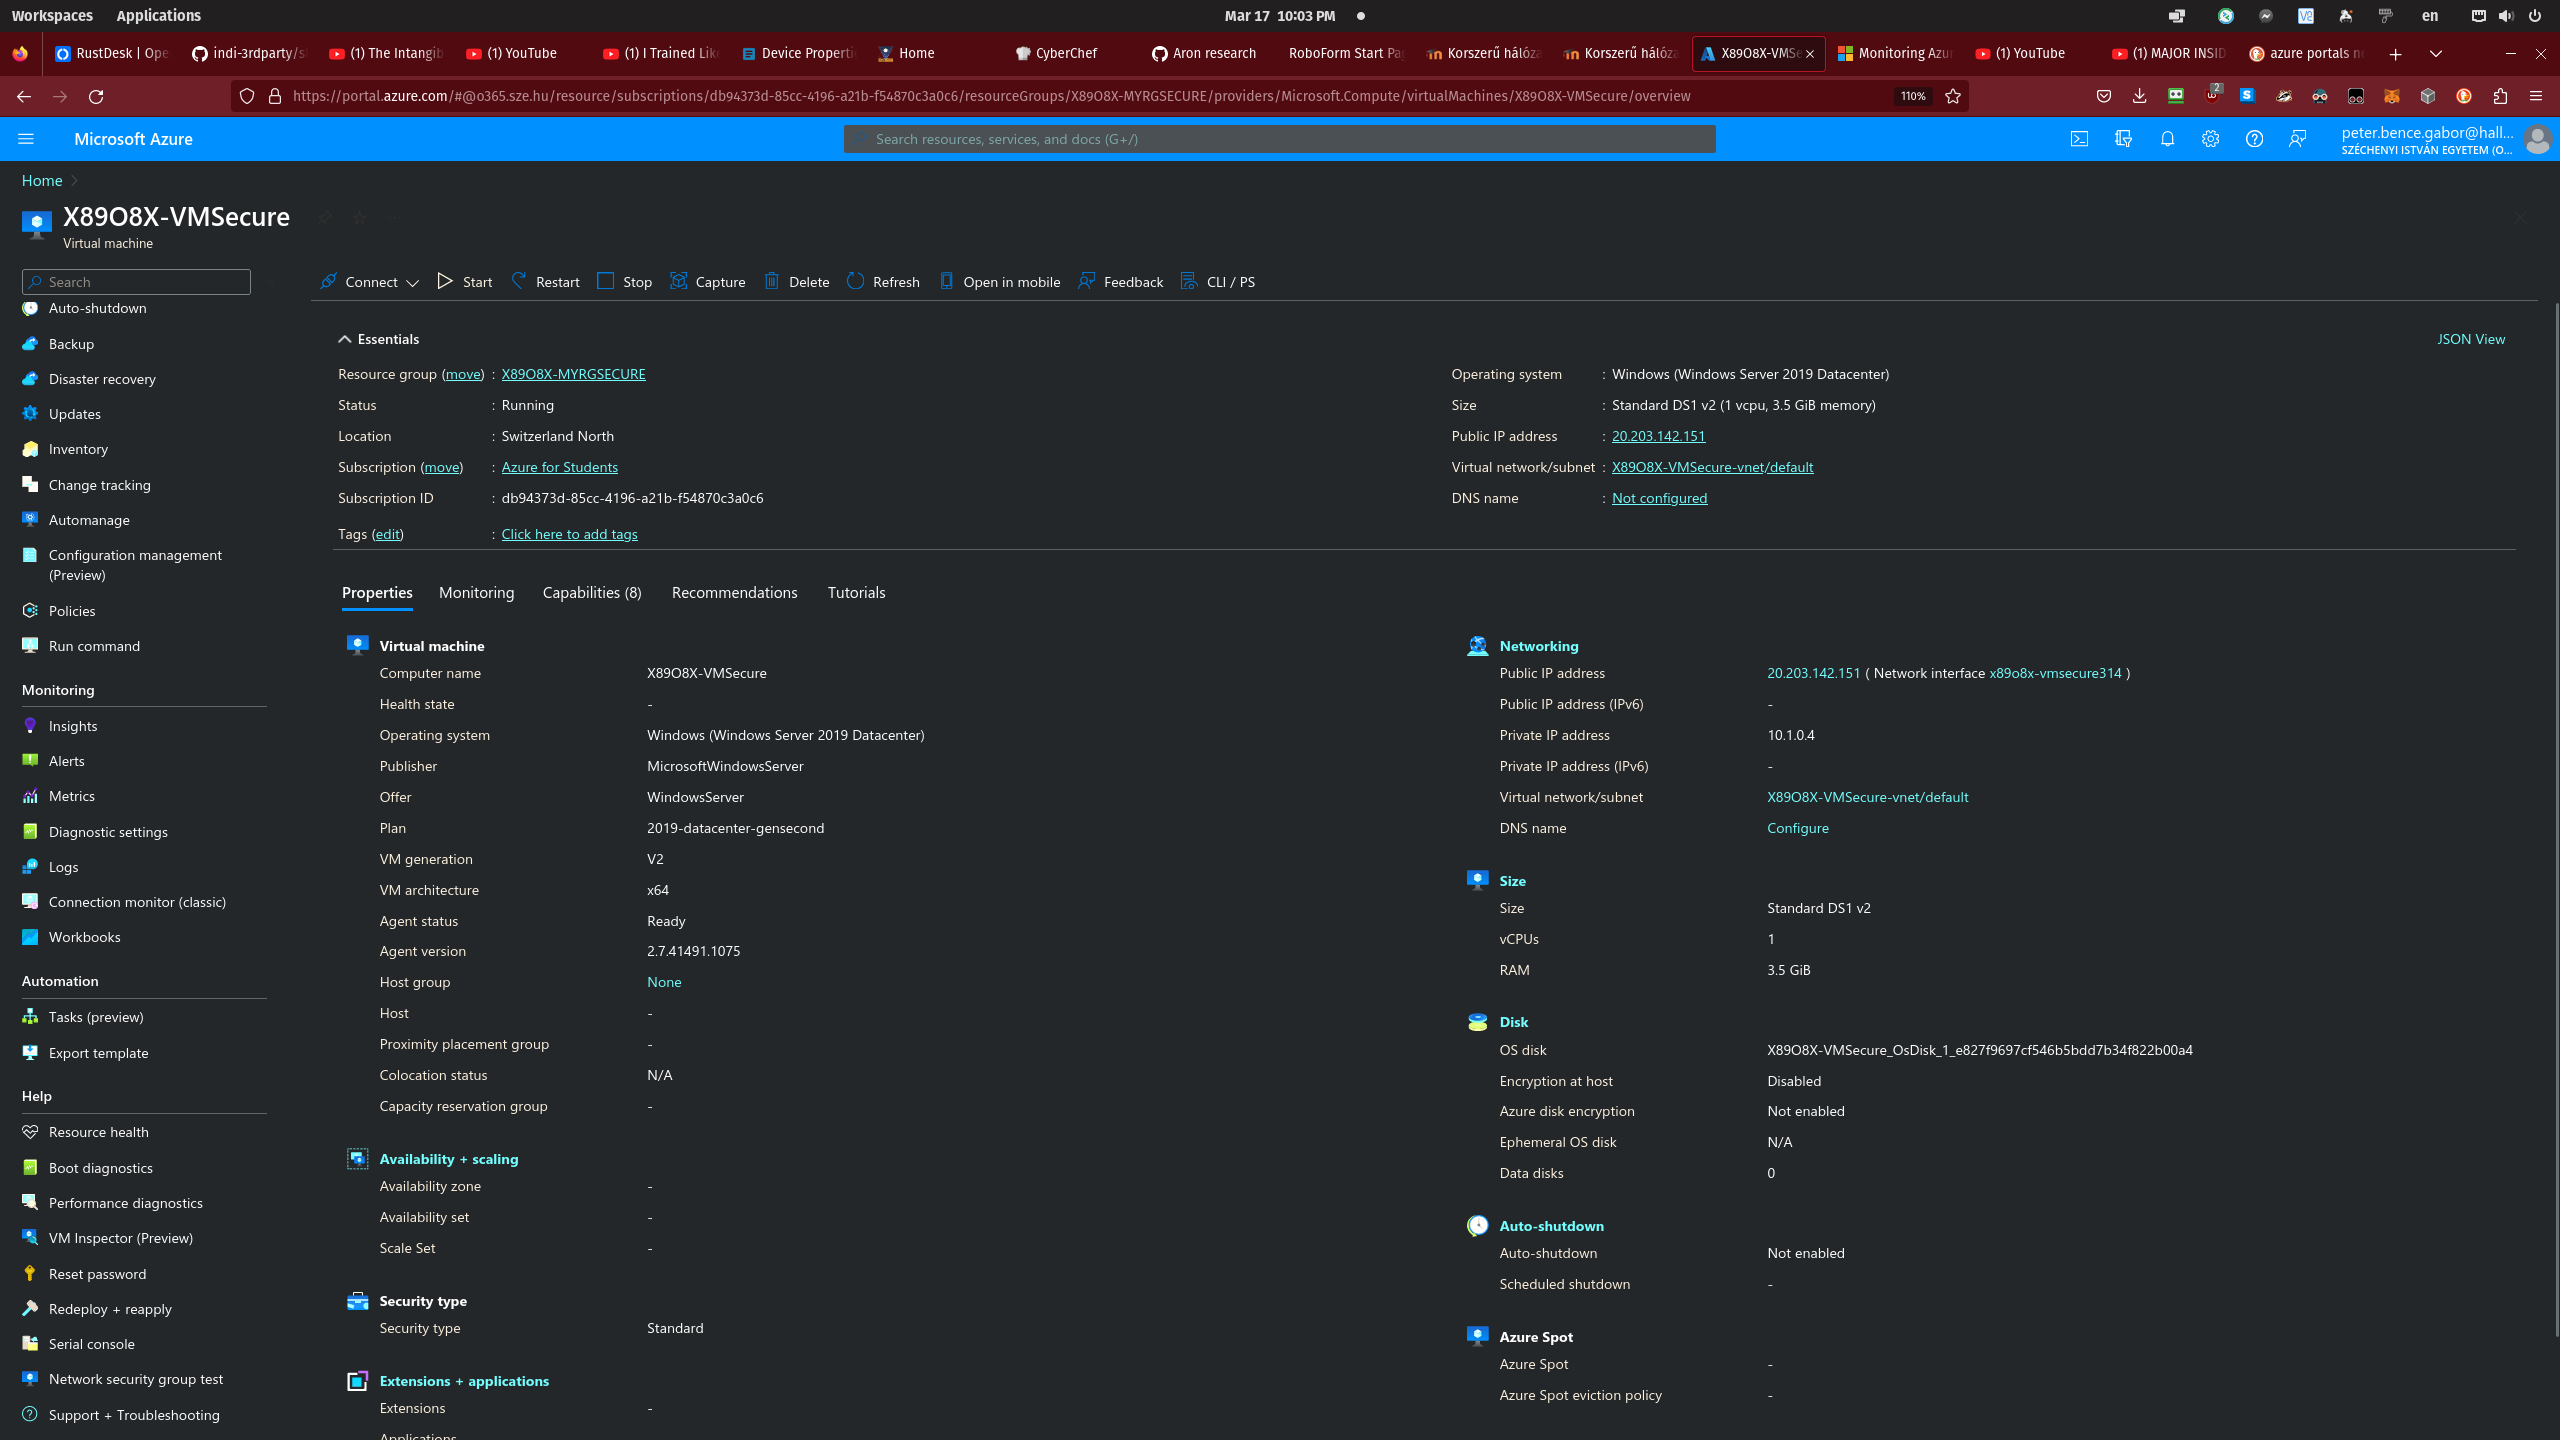 Workspaces Applications Mar 17 10:03 PM en
RustDesk | Ope indi-3rdparty/s (1) The Intangib (1) YouTube (1) I Trained Like Device Properti Home CyberChef Aron research RoboForm Start Pa Korszerű hálóza Korszerű hálóza X89O8X-VMSe Monitoring Azur (1) YouTube (1) MAJOR INSID azure portals n
https://portal.azure.com/#@o365.sze.hu/resource/subscriptions/db94373d-85cc-4196-a21b-f54870c3a0c6/resourceGroups/X89O8X-MYRGSECURE/providers/Microsoft.Compute/virtualMachines/X89O8X-VMSecure/overview 110% 2
Microsoft Azure Search resources, services, and docs (G+/) peter.bence.gabor@hall...
SZÉCHENYI ISTVÁN EGYETEM (O...
Home
X89O8X-VMSecure
Virtual machine
Search
Auto-shutdown
Backup
Disaster recovery
Updates
Inventory
Change tracking
Automanage
Configuration management
(Preview)
Policies
Run command
Monitoring
Insights
Alerts
Metrics
Diagnostic settings
Logs
Connection monitor (classic)
Workbooks
Automation
Tasks (preview)
Export template
Help
Resource health
Boot diagnostics
Performance diagnostics
VM Inspector (Preview)
Reset password
Redeploy + reapply
Serial console
Network security group test
Support + Troubleshooting
Connect Start Restart Stop Capture Delete Refresh Open in mobile Feedback CLI / PS
Essentials JSON View
Resource group (move) : X89O8X-MYRGSECURE
Status : Running
Location : Switzerland North
Subscription (move) : Azure for Students
Subscription ID : db94373d-85cc-4196-a21b-f54870c3a0c6
Tags (edit) : Click here to add tags
Operating system : Windows (Windows Server 2019 Datacenter)
Size : Standard DS1 v2 (1 vcpu, 3.5 GiB memory)
Public IP address : 20.203.142.151
Virtual network/subnet : X89O8X-VMSecure-vnet/default
DNS name : Not configured
Properties Monitoring Capabilities (8) Recommendations Tutorials
Virtual machine
Computer name X89O8X-VMSecure
Health state -
Operating system Windows (Windows Server 2019 Datacenter)
Publisher MicrosoftWindowsServer
Offer WindowsServer
Plan 2019-datacenter-gensecond
VM generation V2
VM architecture x64
Agent status Ready
Agent version 2.7.41491.1075
Host group None
Host -
Proximity placement group -
Colocation status N/A
Capacity reservation group -
Availability + scaling
Availability zone -
Availability set -
Scale Set -
Security type
Security type Standard
Extensions + applications
Extensions -
Applications
Networking
Public IP address 20.203.142.151 ( Network interface x89o8x-vmsecure314 )
Public IP address (IPv6) -
Private IP address 10.1.0.4
Private IP address (IPv6) -
Virtual network/subnet X89O8X-VMSecure-vnet/default
DNS name Configure
Size
Size Standard DS1 v2
vCPUs 1
RAM 3.5 GiB
Disk
OS disk X89O8X-VMSecure_OsDisk_1_e827f9697cf546b5bdd7b34f822b00a4
Encryption at host Disabled
Azure disk encryption Not enabled
Ephemeral OS disk N/A
Data disks 0
Auto-shutdown
Auto-shutdown Not enabled
Scheduled shutdown -
Azure Spot
Azure Spot -
Azure Spot eviction policy -